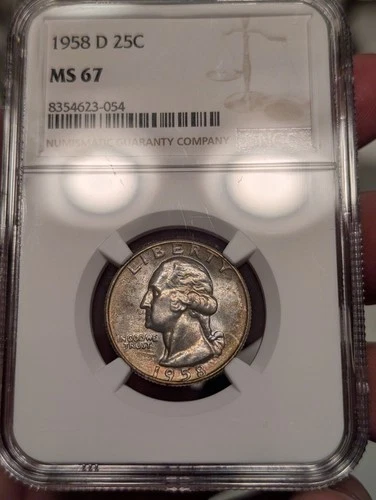 1958 D 25C
MS 67
8354623-054
NUMISMATIC GUARANTY COMPANY
LIBERTY
IN GOD WE
TRUST
1958